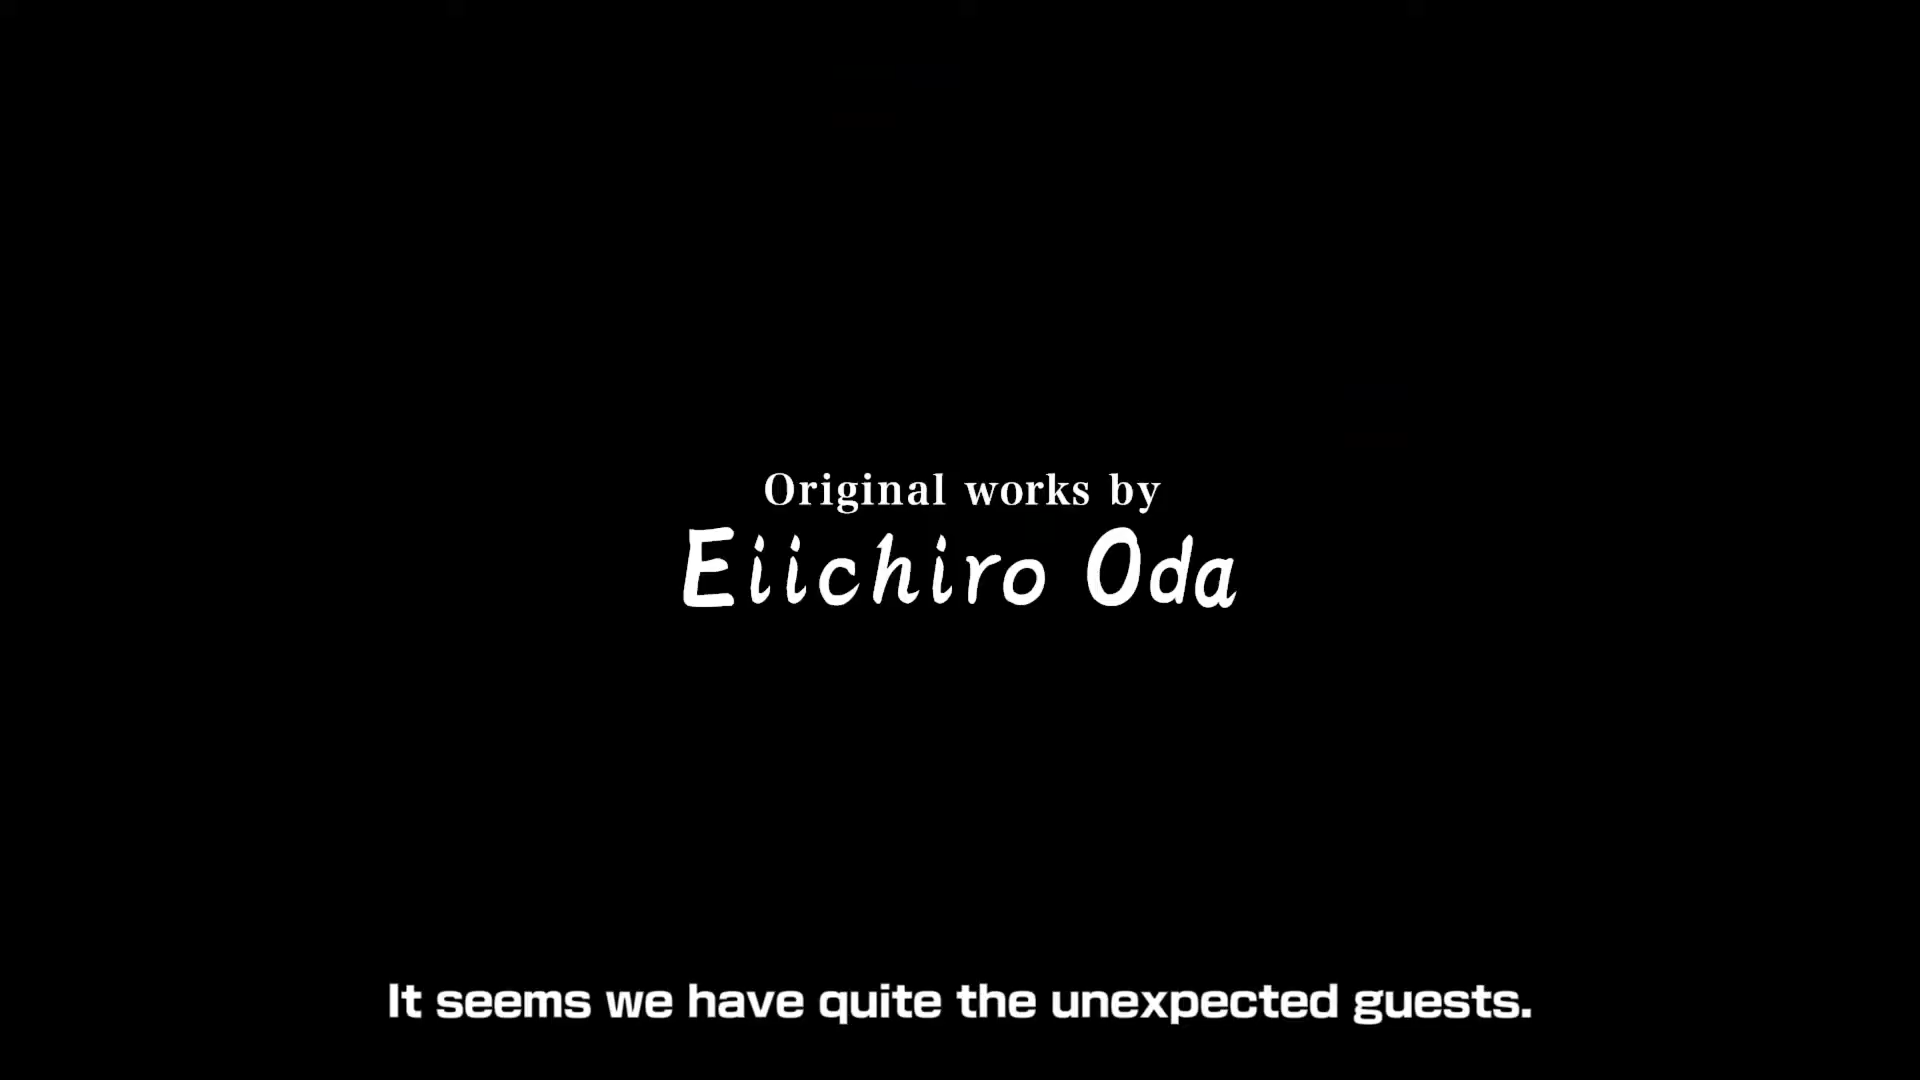 Original works by
Eiichiro Oda
It seems we have quite the unexpected guests.